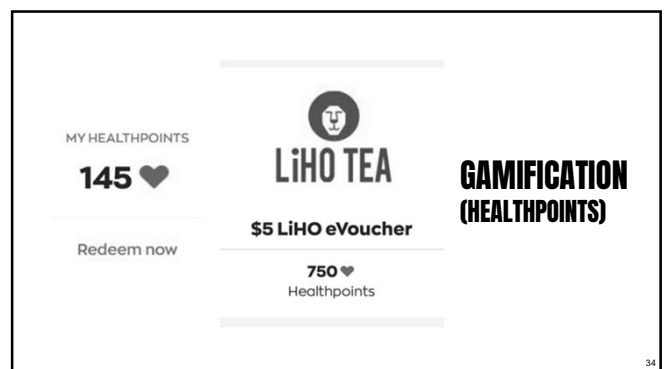 MY HEALTHPOINTS
145
Redeem now
LiHO TEA
$5 LiHO eVoucher
750
Healthpoints
GAMIFICATION
(HEALTHPOINTS)
34